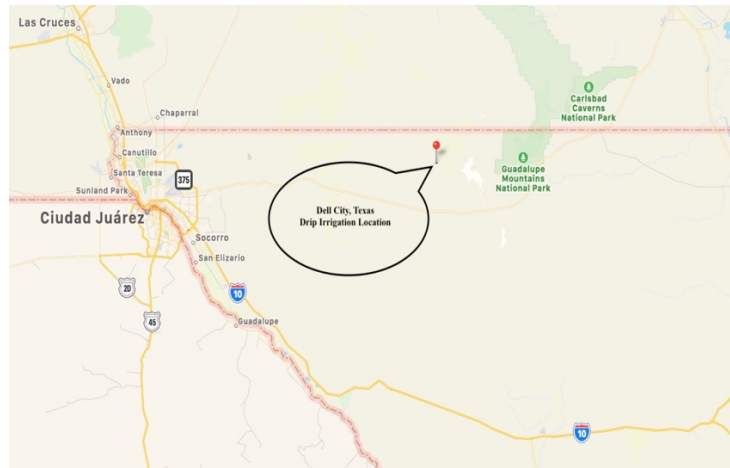 Las Cruces
Vado
Chaparral
Anthony
Canutillo
Santa Teresa
375
Sunland Park
Ciudad Juárez
Socorro
San Elizario
20
10
45
Guadalupe
Carlsbad
Caverns
National Park
Guadalupe
Mountains
National Park
Dell City, Texas
Drip Irrigation Location
10